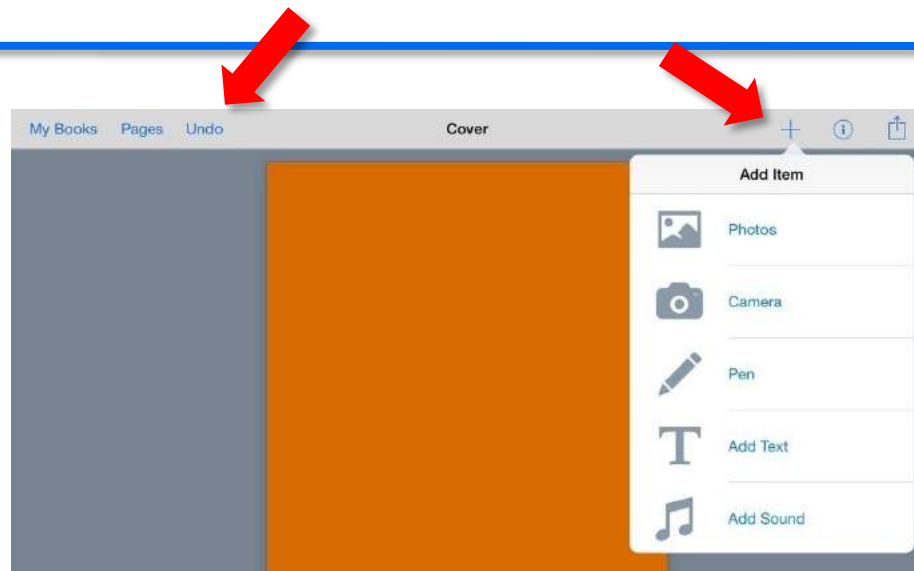 My Books Pages Undo Cover
Add Item
Photos
Camera
Pen
Add Text
Add Sound